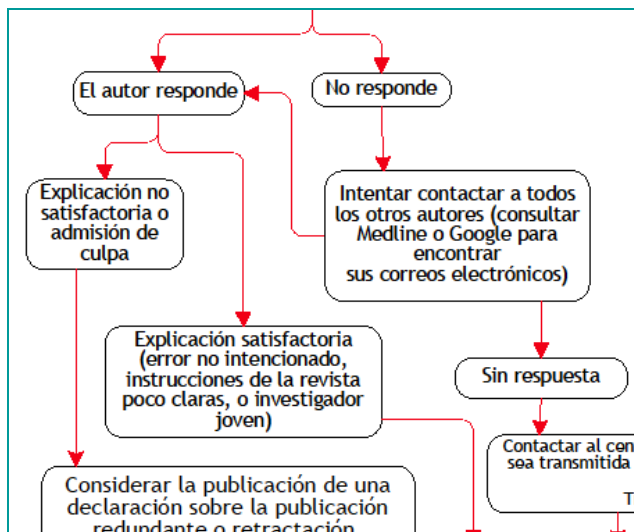 El autor responde
No responde
Explicación no
satisfactoria o
admisión de
culpa
Intentar contactar a todos
los otros autores (consultar
Medline o Google para
encontrar
sus correos electrónicos)
Explicación satisfactoria
(error no intencionado,
instrucciones de la revista
poco claras, o investigador
joven)
Sin respuesta
Contactar al cen
sea transmitida
T
Considerar la publicación de una
declaración sobre la publicación
redundante o retractación